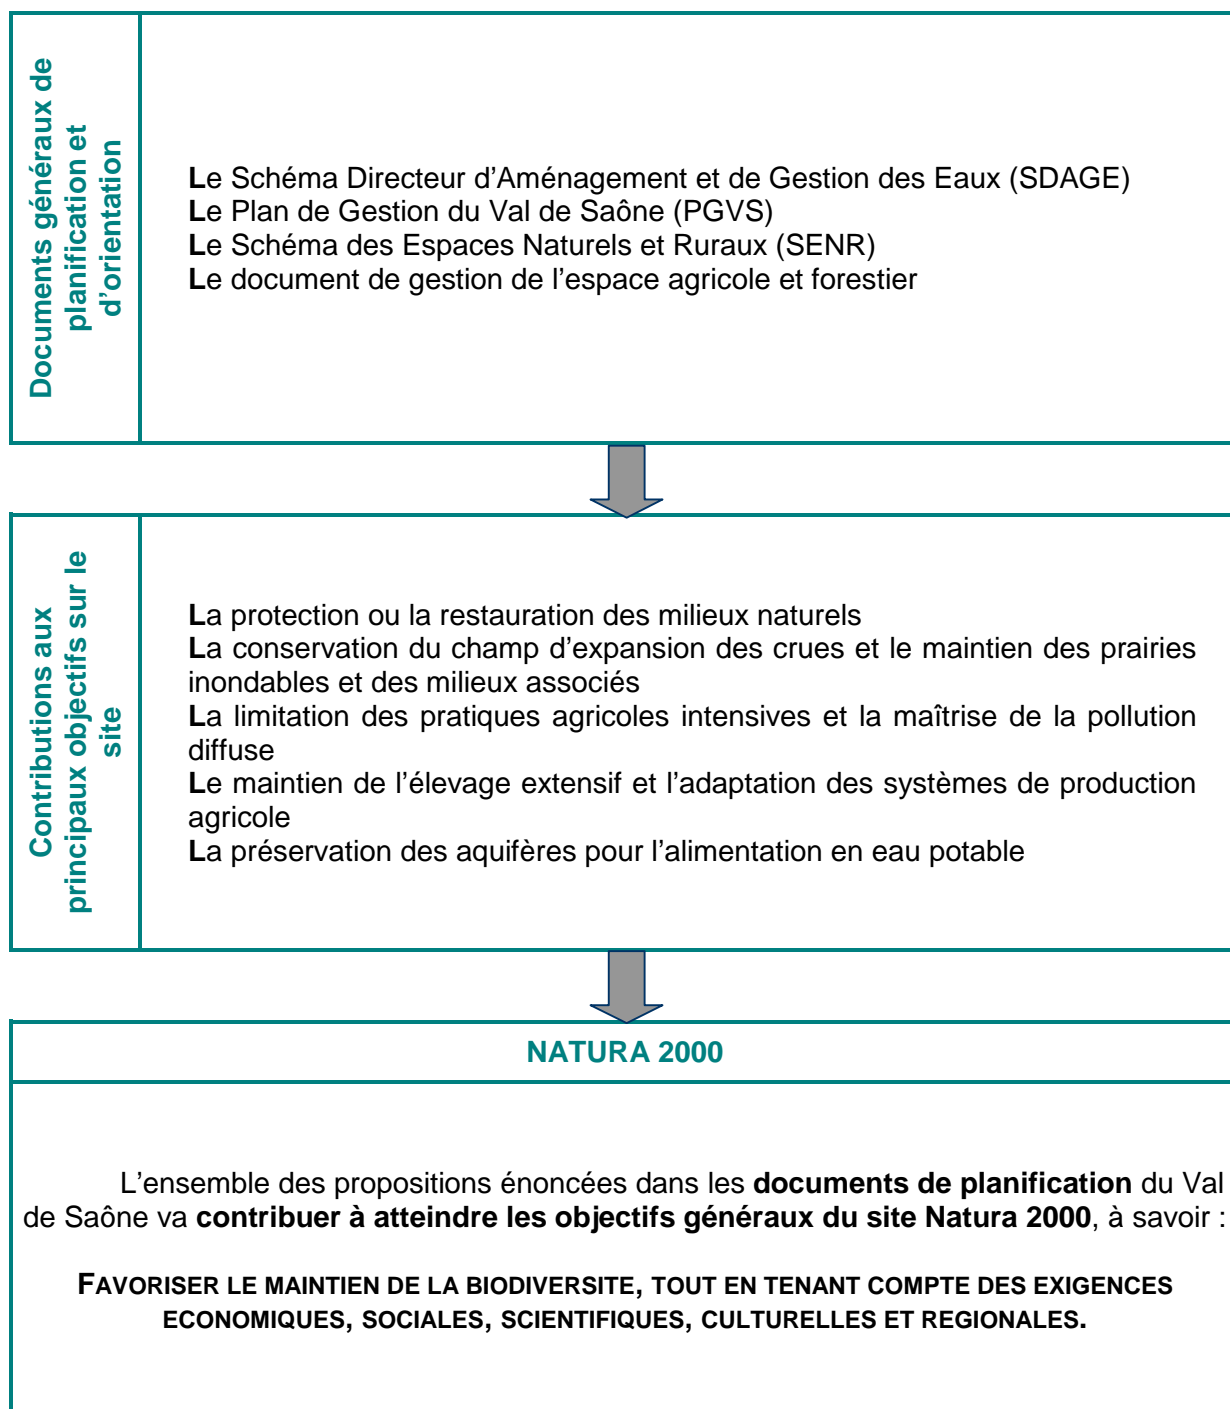 Documents généraux de
planification et
d'orientation
Le Schéma Directeur d'Aménagement et de Gestion des Eaux (SDAGE)
Le Plan de Gestion du Val de Saône (PGVS)
Le Schéma des Espaces Naturels et Ruraux (SENR)
Le document de gestion de l'espace agricole et forestier
Contributions aux
principaux objectifs sur le
site
La protection ou la restauration des milieux naturels
La conservation du champ d'expansion des crues et le maintien des prairies
inondables et des milieux associés
La limitation des pratiques agricoles intensives et la maîtrise de la pollution
diffuse
Le maintien de l'élevage extensif et l'adaptation des systèmes de production
agricole
La préservation des aquifères pour l'alimentation en eau potable
NATURA 2000
L'ensemble des propositions énoncées dans les documents de planification du Val
de Saône va contribuer à atteindre les objectifs généraux du site Natura 2000, à savoir :
FAVORISER LE MAINTIEN DE LA BIODIVERSITE, TOUT EN TENANT COMPTE DES EXIGENCES
ECONOMIQUES, SOCIALES, SCIENTIFIQUES, CULTURELLES ET REGIONALES.